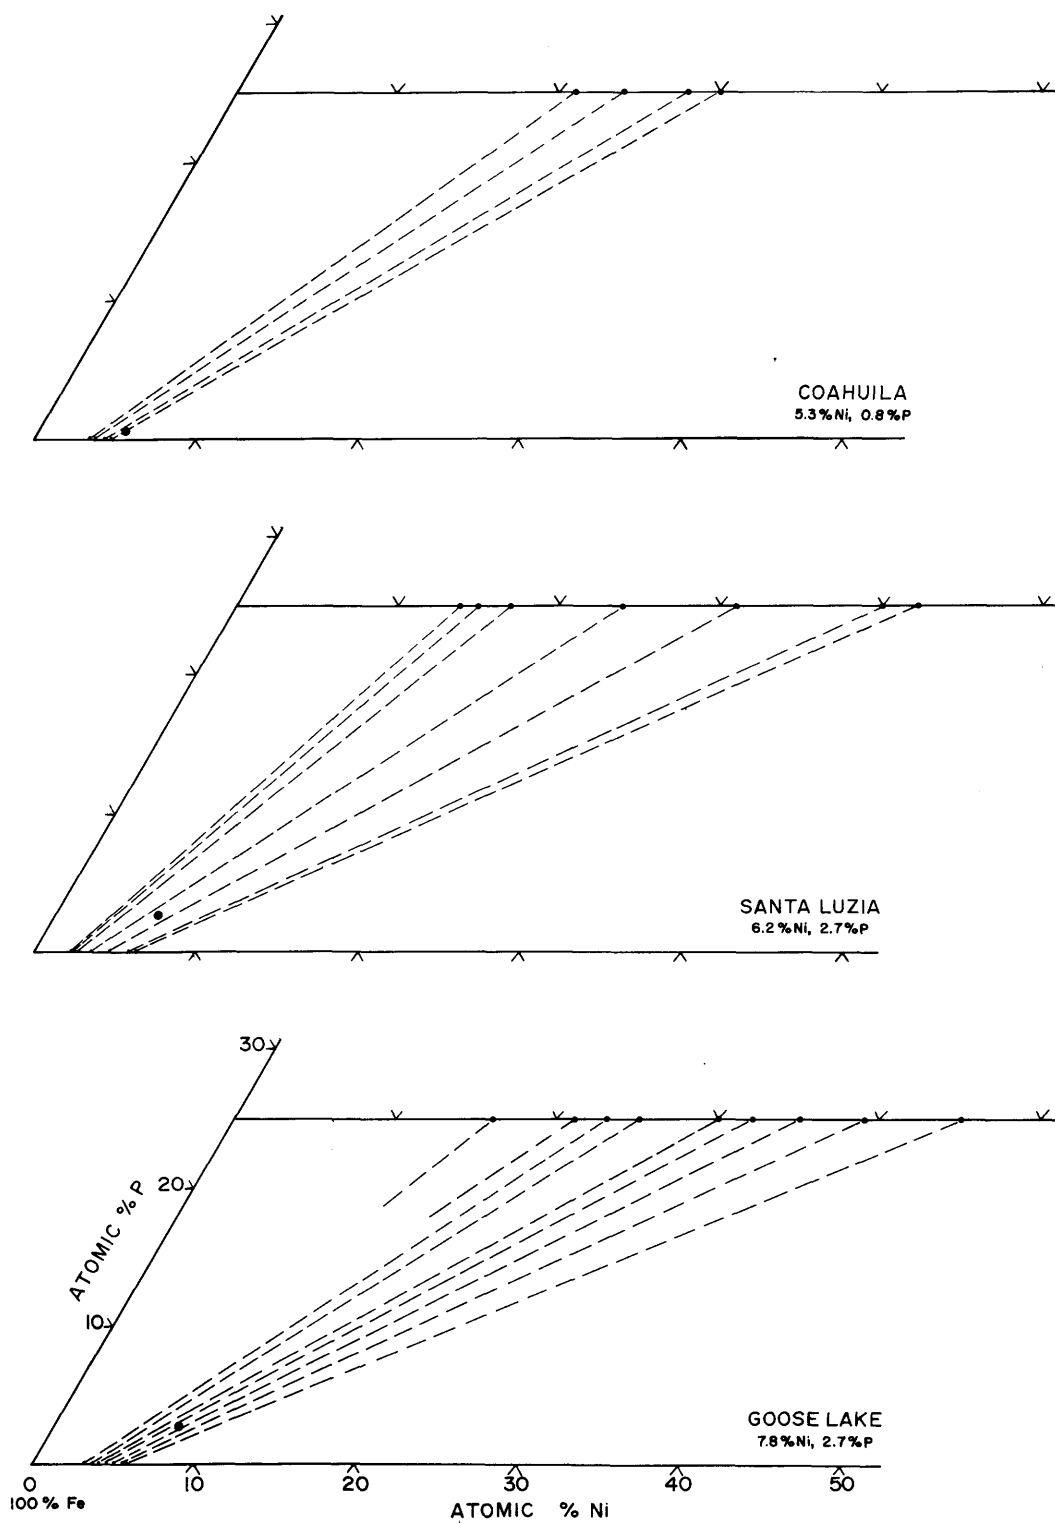 COAHUILA
5.3%Ni, 0.8%P
SANTA LUZIA
6.2%Ni, 2.7%P
30
20
ATOMIC % P
10
GOOSE LAKE
7.8%Ni, 2.7%P
0 10 20 30 40 50
100% Fe
ATOMIC % Ni